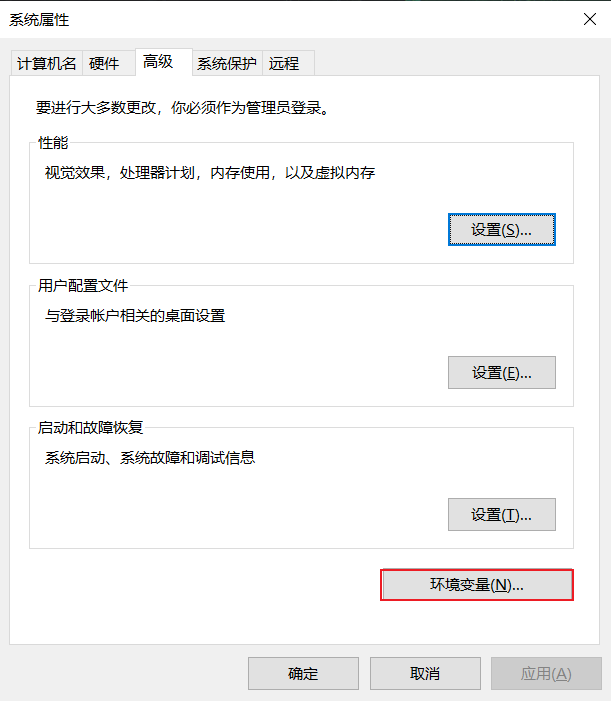 系统属性
计算机名 硬件 高级 系统保护 远程
要进行大多数更改，你必须作为管理员登录。
性能
视觉效果，处理器计划，内存使用，以及虚拟内存
设置(S)...
用户配置文件
与登录帐户相关的桌面设置
设置(E)...
启动和故障恢复
系统启动、系统故障和调试信息
设置(T)...
环境变量(N)...
确定 取消 应用(A)